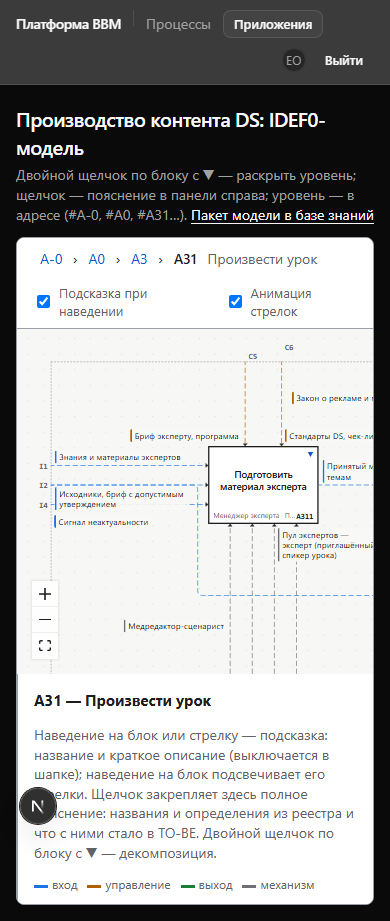 Платформа BBM
Процессы
Приложения
EO
Выйти
Производство контента DS: IDEF0-
модель
Двойной щелчок по блоку с ▼ — раскрыть уровень;
щелчок — пояснение в панели справа; уровень — в
адресе (#A-0, #A0, #A31…). Пакет модели в базе знаний
A-0 › A0 › A3 › A31 Произвести урок
Подсказка при
наведении
Анимация
стрелок
C6
C5
Закон о рекламе и
Бриф эксперту, программа
Стандарты DS, чек-ли
Знания и материалы экспертов
I1
I2
Исходники, бриф с допустимым
утверждением
I4
Сигнал неактуальности
▼
Подготовить
материал эксперта
Менеджер эксперта · П… A311
Принятый м
темам
Пул экспертов —
эксперт (приглашённый
спикер урока)
Медредактор-сценарист
+
−
A31 — Произвести урок
Наведение на блок или стрелку — подсказка:
название и краткое описание (выключается в
шапке); наведение на блок подсвечивает его
елки. Щелчок закрепляет здесь полное
снение: названия и определения из реестра и
что с ними стало в TO-BE. Двойной щелчок по
блоку с ▼ — декомпозиция.
N
вход
управление
выход
механизм